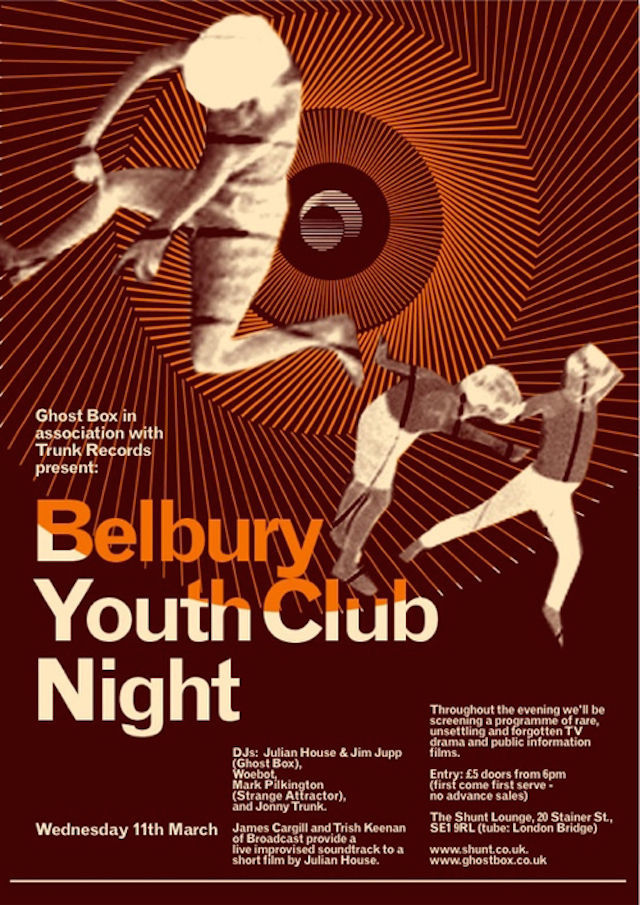 Ghost Box in
association with
Trunk Records
present:
Belbury
Youth Club
Night
Wednesday 11th March
DJs: Julian House & Jim Jupp
(Ghost Box),
Woebot,
Mark Pilkington
(Strange Attractor),
and Jonny Trunk.
James Cargill and Trish Keenan
of Broadcast provide a
live improvised soundtrack to a
short film by Julian House.
Throughout the evening we'll be
screening a programme of rare,
unsettling and forgotten TV
drama and public information
films.
Entry: £5 doors from 6pm
(first come first serve -
no advance sales)
The Shunt Lounge, 20 Stainer St.,
SE1 9RL (tube: London Bridge)
www.shunt.co.uk.
www.ghostbox.co.uk